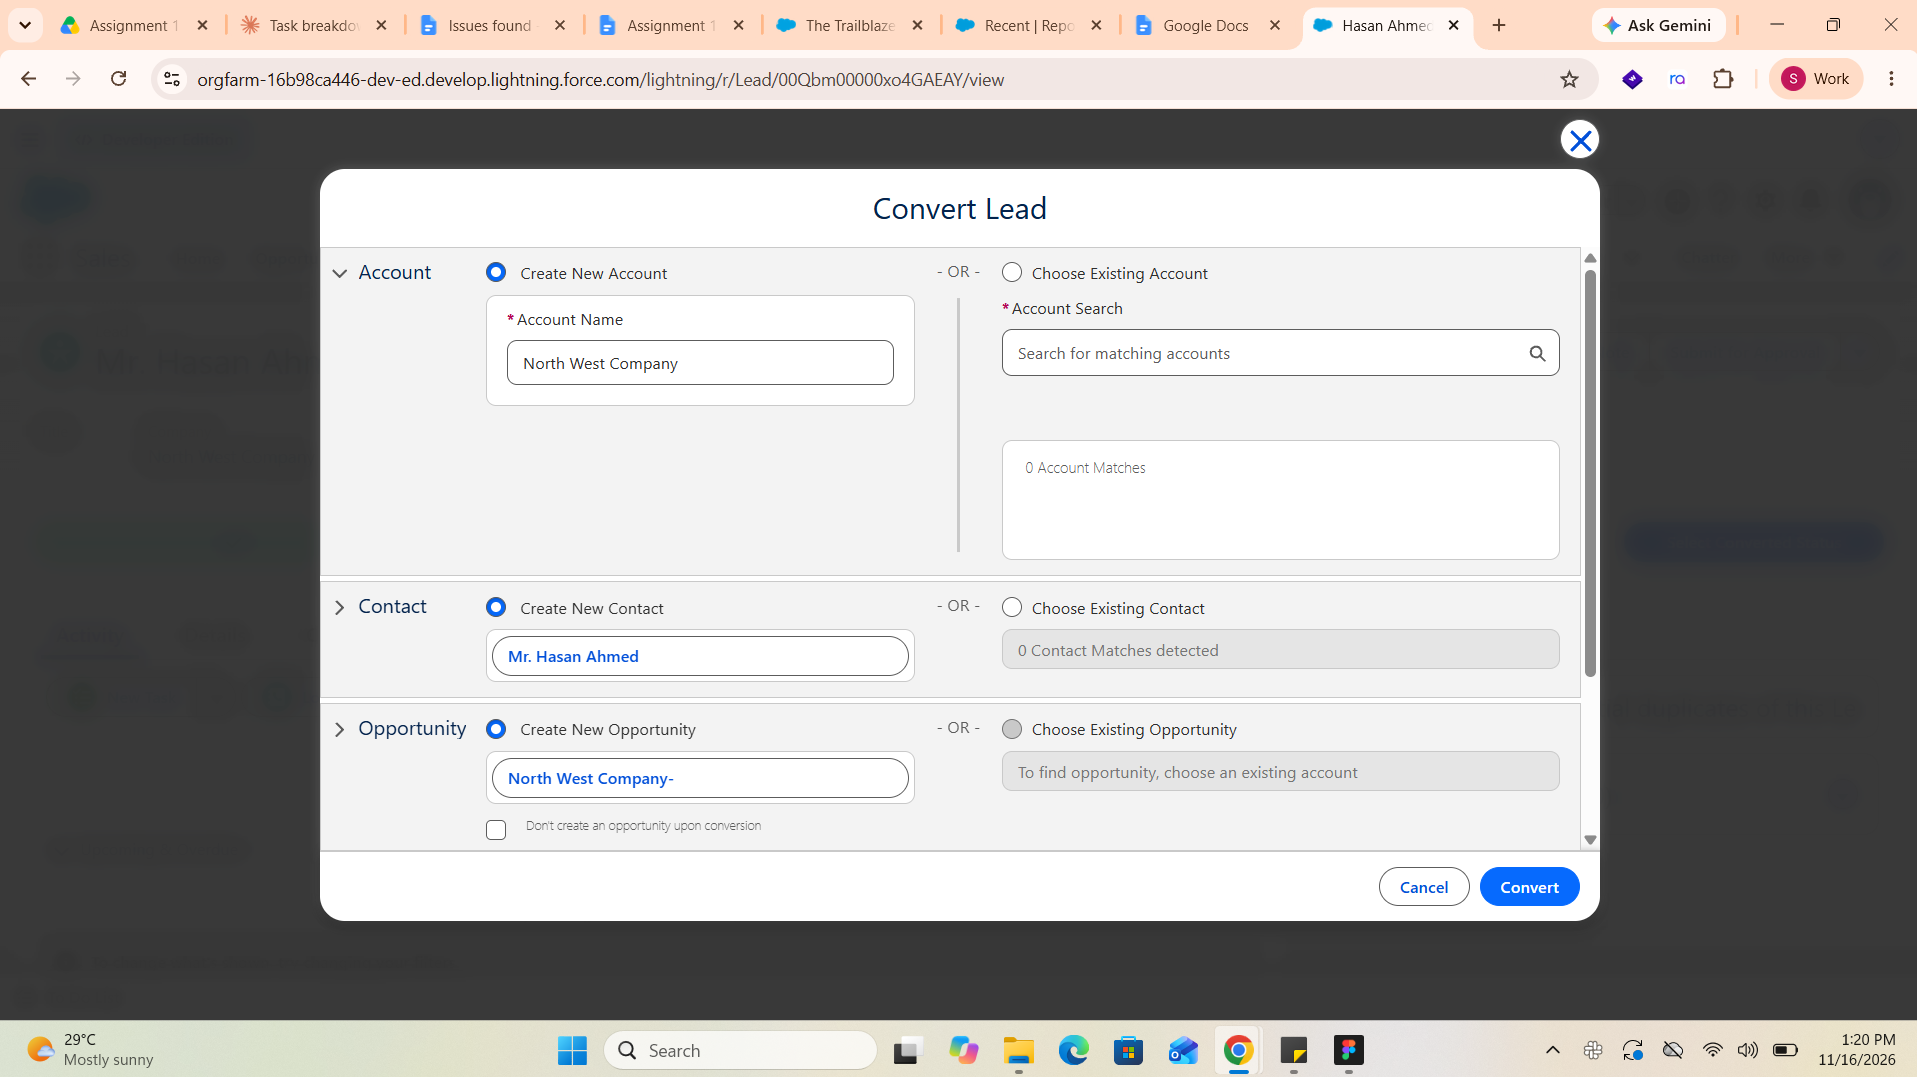 Assignment 1
Task breakdow
Issues found -
Assignment 1
The Trailblaze
Recent | Repo
Google Docs
Hasan Ahmed
Ask Gemini
orgfarm-16b98ca446-dev-ed.develop.lightning.force.com/lightning/r/Lead/00Qbm00000xo4GAEAY/view
S Work
Convert Lead
Account
Create New Account
- OR -
Choose Existing Account
*Account Name
North West Company
*Account Search
Search for matching accounts
0 Account Matches
Contact
Create New Contact
- OR -
Choose Existing Contact
Mr. Hasan Ahmed
0 Contact Matches detected
Opportunity
Create New Opportunity
- OR -
Choose Existing Opportunity
North West Company-
To find opportunity, choose an existing account
Don't create an opportunity upon conversion
Cancel
Convert
29°C
Mostly sunny
Search
1:20 PM
11/16/2026